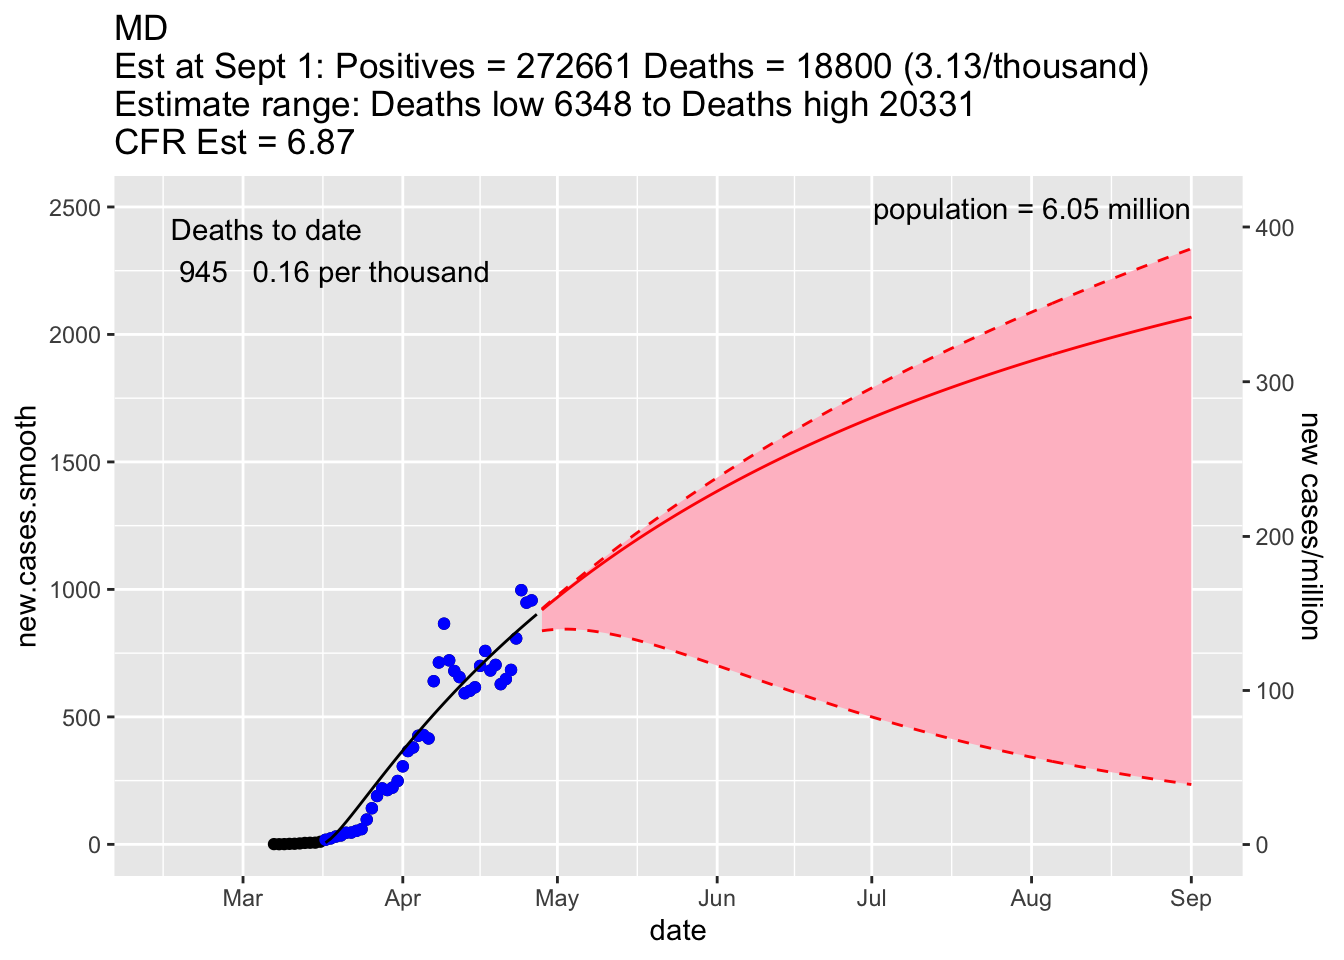 MD
Est at Sept 1: Positives = 272661 Deaths = 18800 (3.13/thousand)
Estimate range: Deaths low 6348 to Deaths high 20331
CFR Est = 6.87
population = 6.05 million
Deaths to date
945 0.16 per thousand
new.cases.smooth
2500
2000
1500
1000
500
0
400
300
200
100
0
new cases/million
Mar Apr May Jun Jul Aug Sep
date